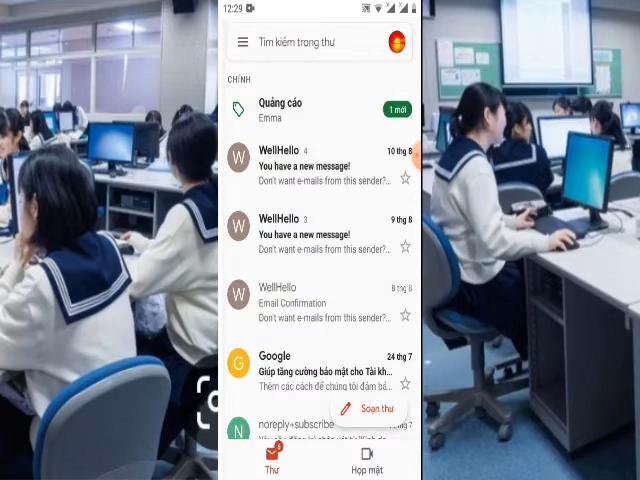 12:29
Tìm kiếm trong thư
CHÍNH
Quảng cáo
1 mới
Emma
W
WellHello 4
10 thg 8
You have a new message!
Don't want e-mails from this sender?...
W
WellHello 3
9 thg 8
You have a new message!
Don't want e-mails from this sender?...
W
WellHello
8 thg 8
Email Confirmation
Don't want e-mails from this sender?...
G
Google
24 thg 7
Giúp tăng cường bảo mật cho Tài kh...
Thêm các cách để chúng tôi đảm bả...
Soạn thư
N
noreply+subscribe
thg 7
Thư
Họp mặt